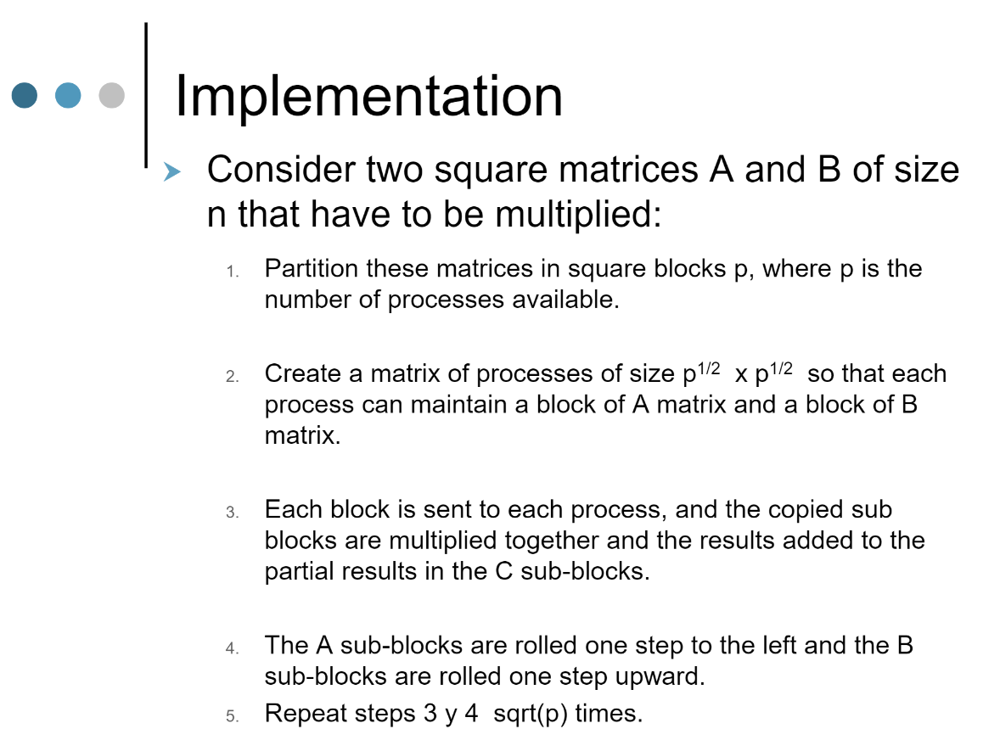 Implementation
Consider two square matrices A and B of size
n that have to be multiplied:
1. Partition these matrices in square blocks p, where p is the
number of processes available.
2. Create a matrix of processes of size p^1/2 x p^1/2 so that each
process can maintain a block of A matrix and a block of B
matrix.
3. Each block is sent to each process, and the copied sub
blocks are multiplied together and the results added to the
partial results in the C sub-blocks.
4. The A sub-blocks are rolled one step to the left and the B
sub-blocks are rolled one step upward.
5. Repeat steps 3 y 4 sqrt(p) times.